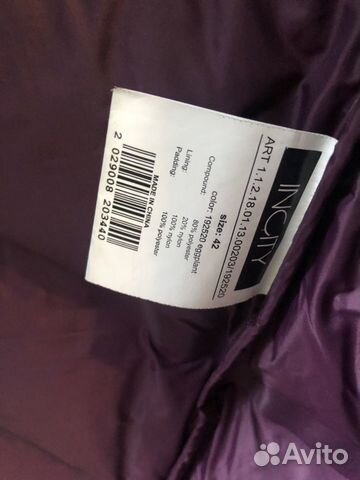 INCITY
ART 1.1.2.18.01.13.00203/192520
size: 42
color: 192520 eggplant
Compound: 80% polyester
20% nylon
Lining: 100% nylon
Padding: 100% polyester
MADE IN CHINA
2 029008 203440
Avito